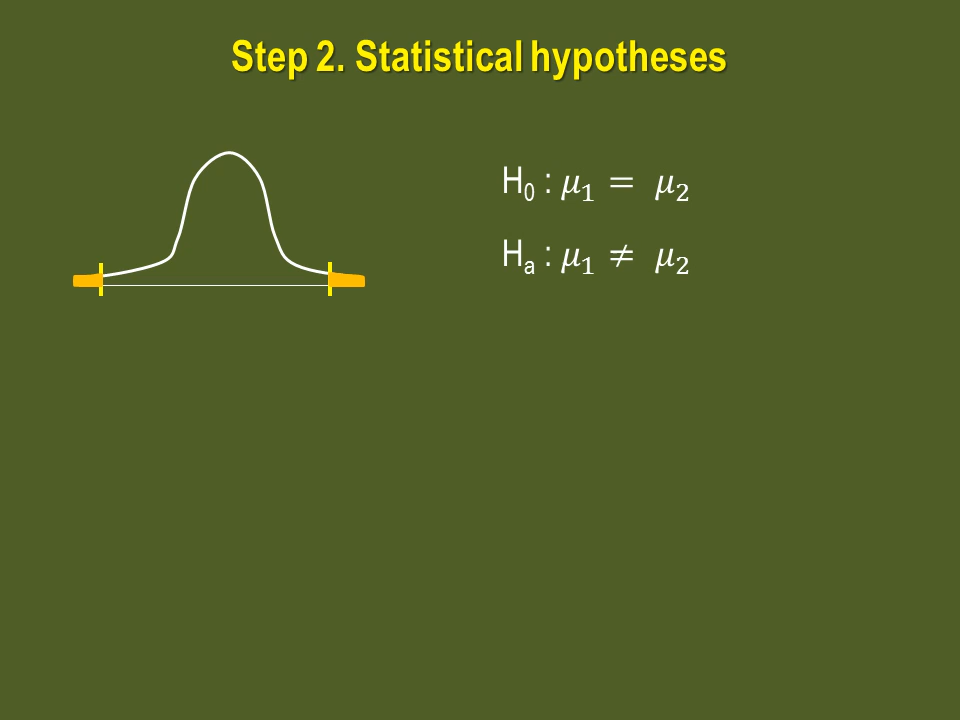 Step 2. Statistical hypotheses
H₀ : 𝜇₁ = 𝜇₂
Hₐ : 𝜇₁ ≠ 𝜇₂